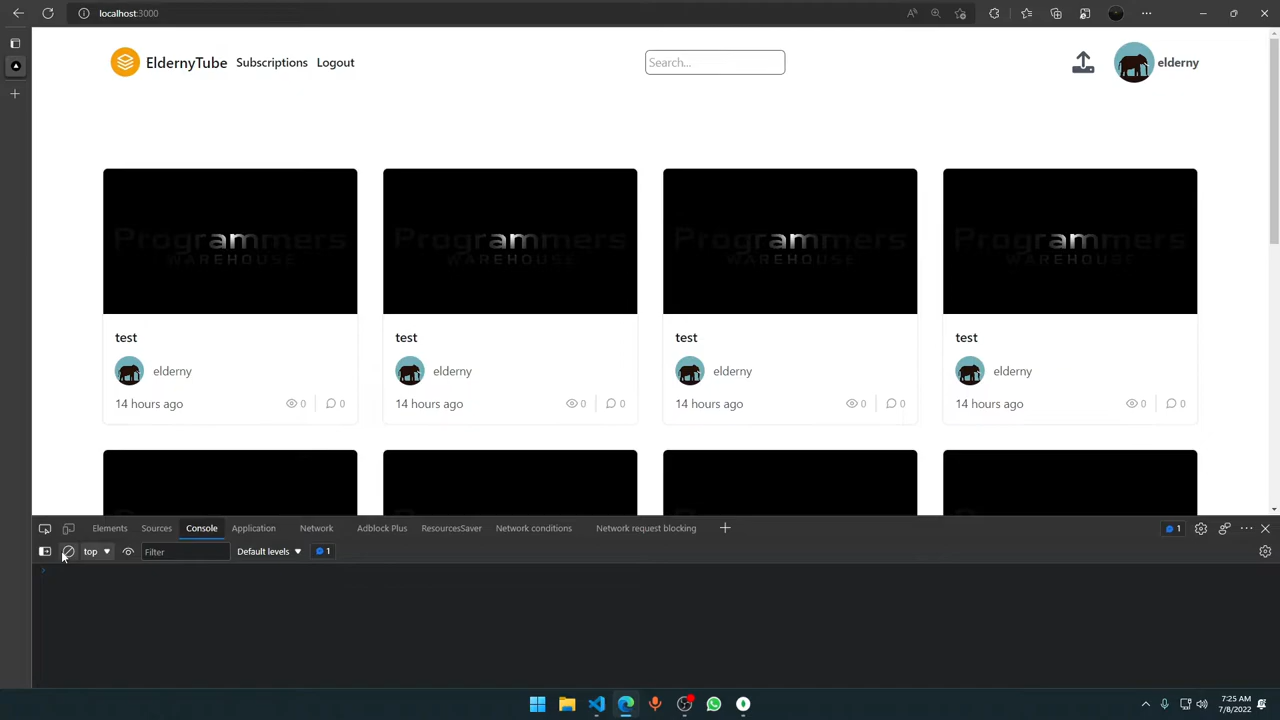 localhost:3000
EldernyTube Subscriptions Logout
Search...
elderny
Programmers Programmers Programmers Programmers
WAREHOUSE WAREHOUSE WAREHOUSE WAREHOUSE
test test test test
elderny elderny elderny elderny
14 hours ago 0 0 14 hours ago 0 0 14 hours ago 0 0 14 hours ago 0 0
Elements Sources Console Application Network Adblock Plus ResourcesSaver Network conditions Network request blocking 1
top Filter Default levels 1
7:25 AM
7/8/2022